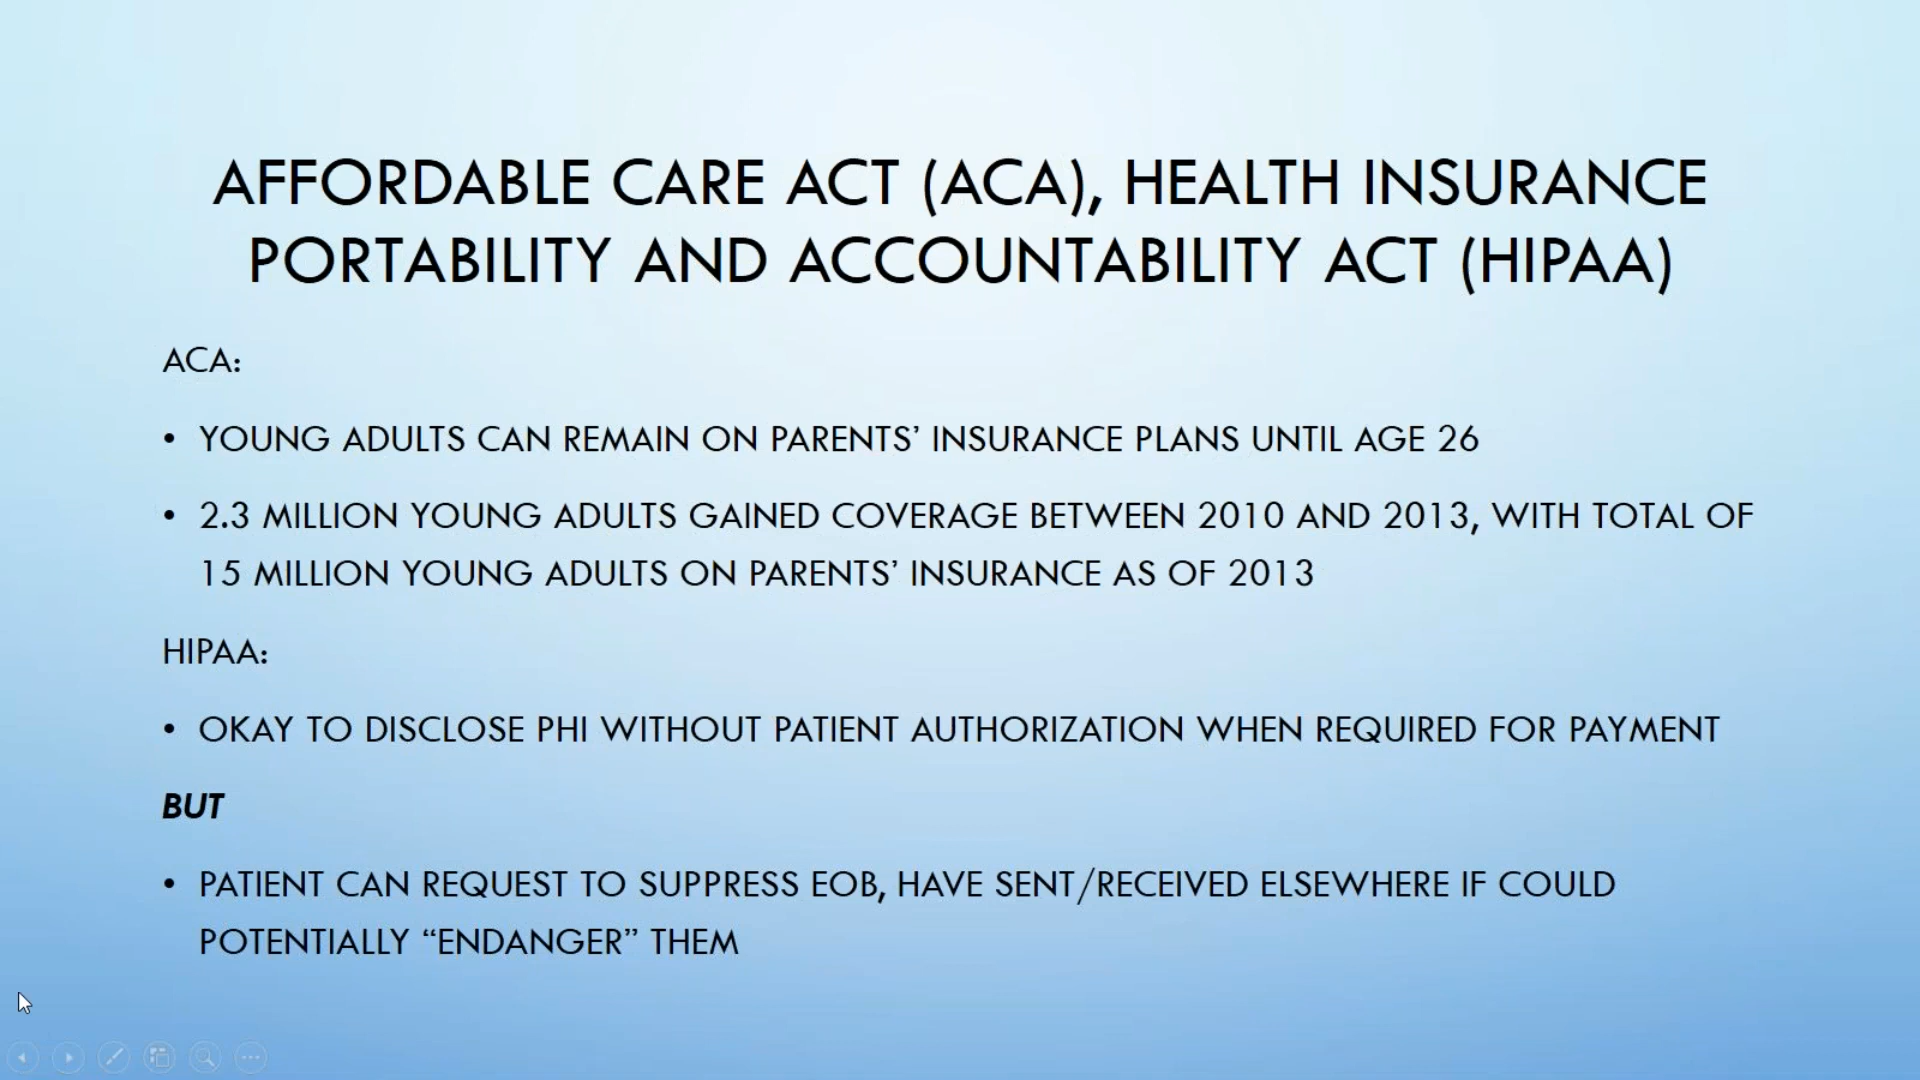 AFFORDABLE CARE ACT (ACA), HEALTH INSURANCE
PORTABILITY AND ACCOUNTABILITY ACT (HIPAA)
ACA:
• YOUNG ADULTS CAN REMAIN ON PARENTS’ INSURANCE PLANS UNTIL AGE 26
• 2.3 MILLION YOUNG ADULTS GAINED COVERAGE BETWEEN 2010 AND 2013, WITH TOTAL OF
15 MILLION YOUNG ADULTS ON PARENTS’ INSURANCE AS OF 2013
HIPAA:
• OKAY TO DISCLOSE PHI WITHOUT PATIENT AUTHORIZATION WHEN REQUIRED FOR PAYMENT
BUT
• PATIENT CAN REQUEST TO SUPPRESS EOB, HAVE SENT/RECEIVED ELSEWHERE IF COULD
POTENTIALLY “ENDANGER” THEM